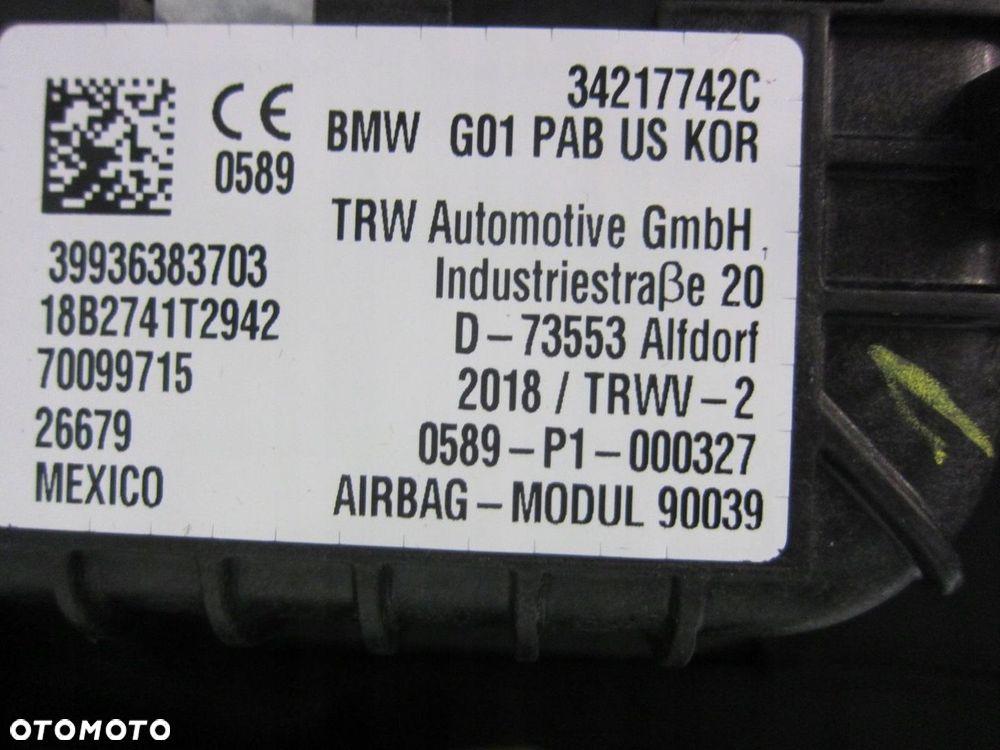 34217742C
CE
BMW G01 PAB US KOR
0589
TRW Automotive GmbH
39936383703
Industriestraße 20
18B2741T2942
D-73553 Alfdorf
70099715
2018 / TRWV-2
26679
0589-P1-000327
MEXICO
AIRBAG-MODUL 90039
OTOMOTO